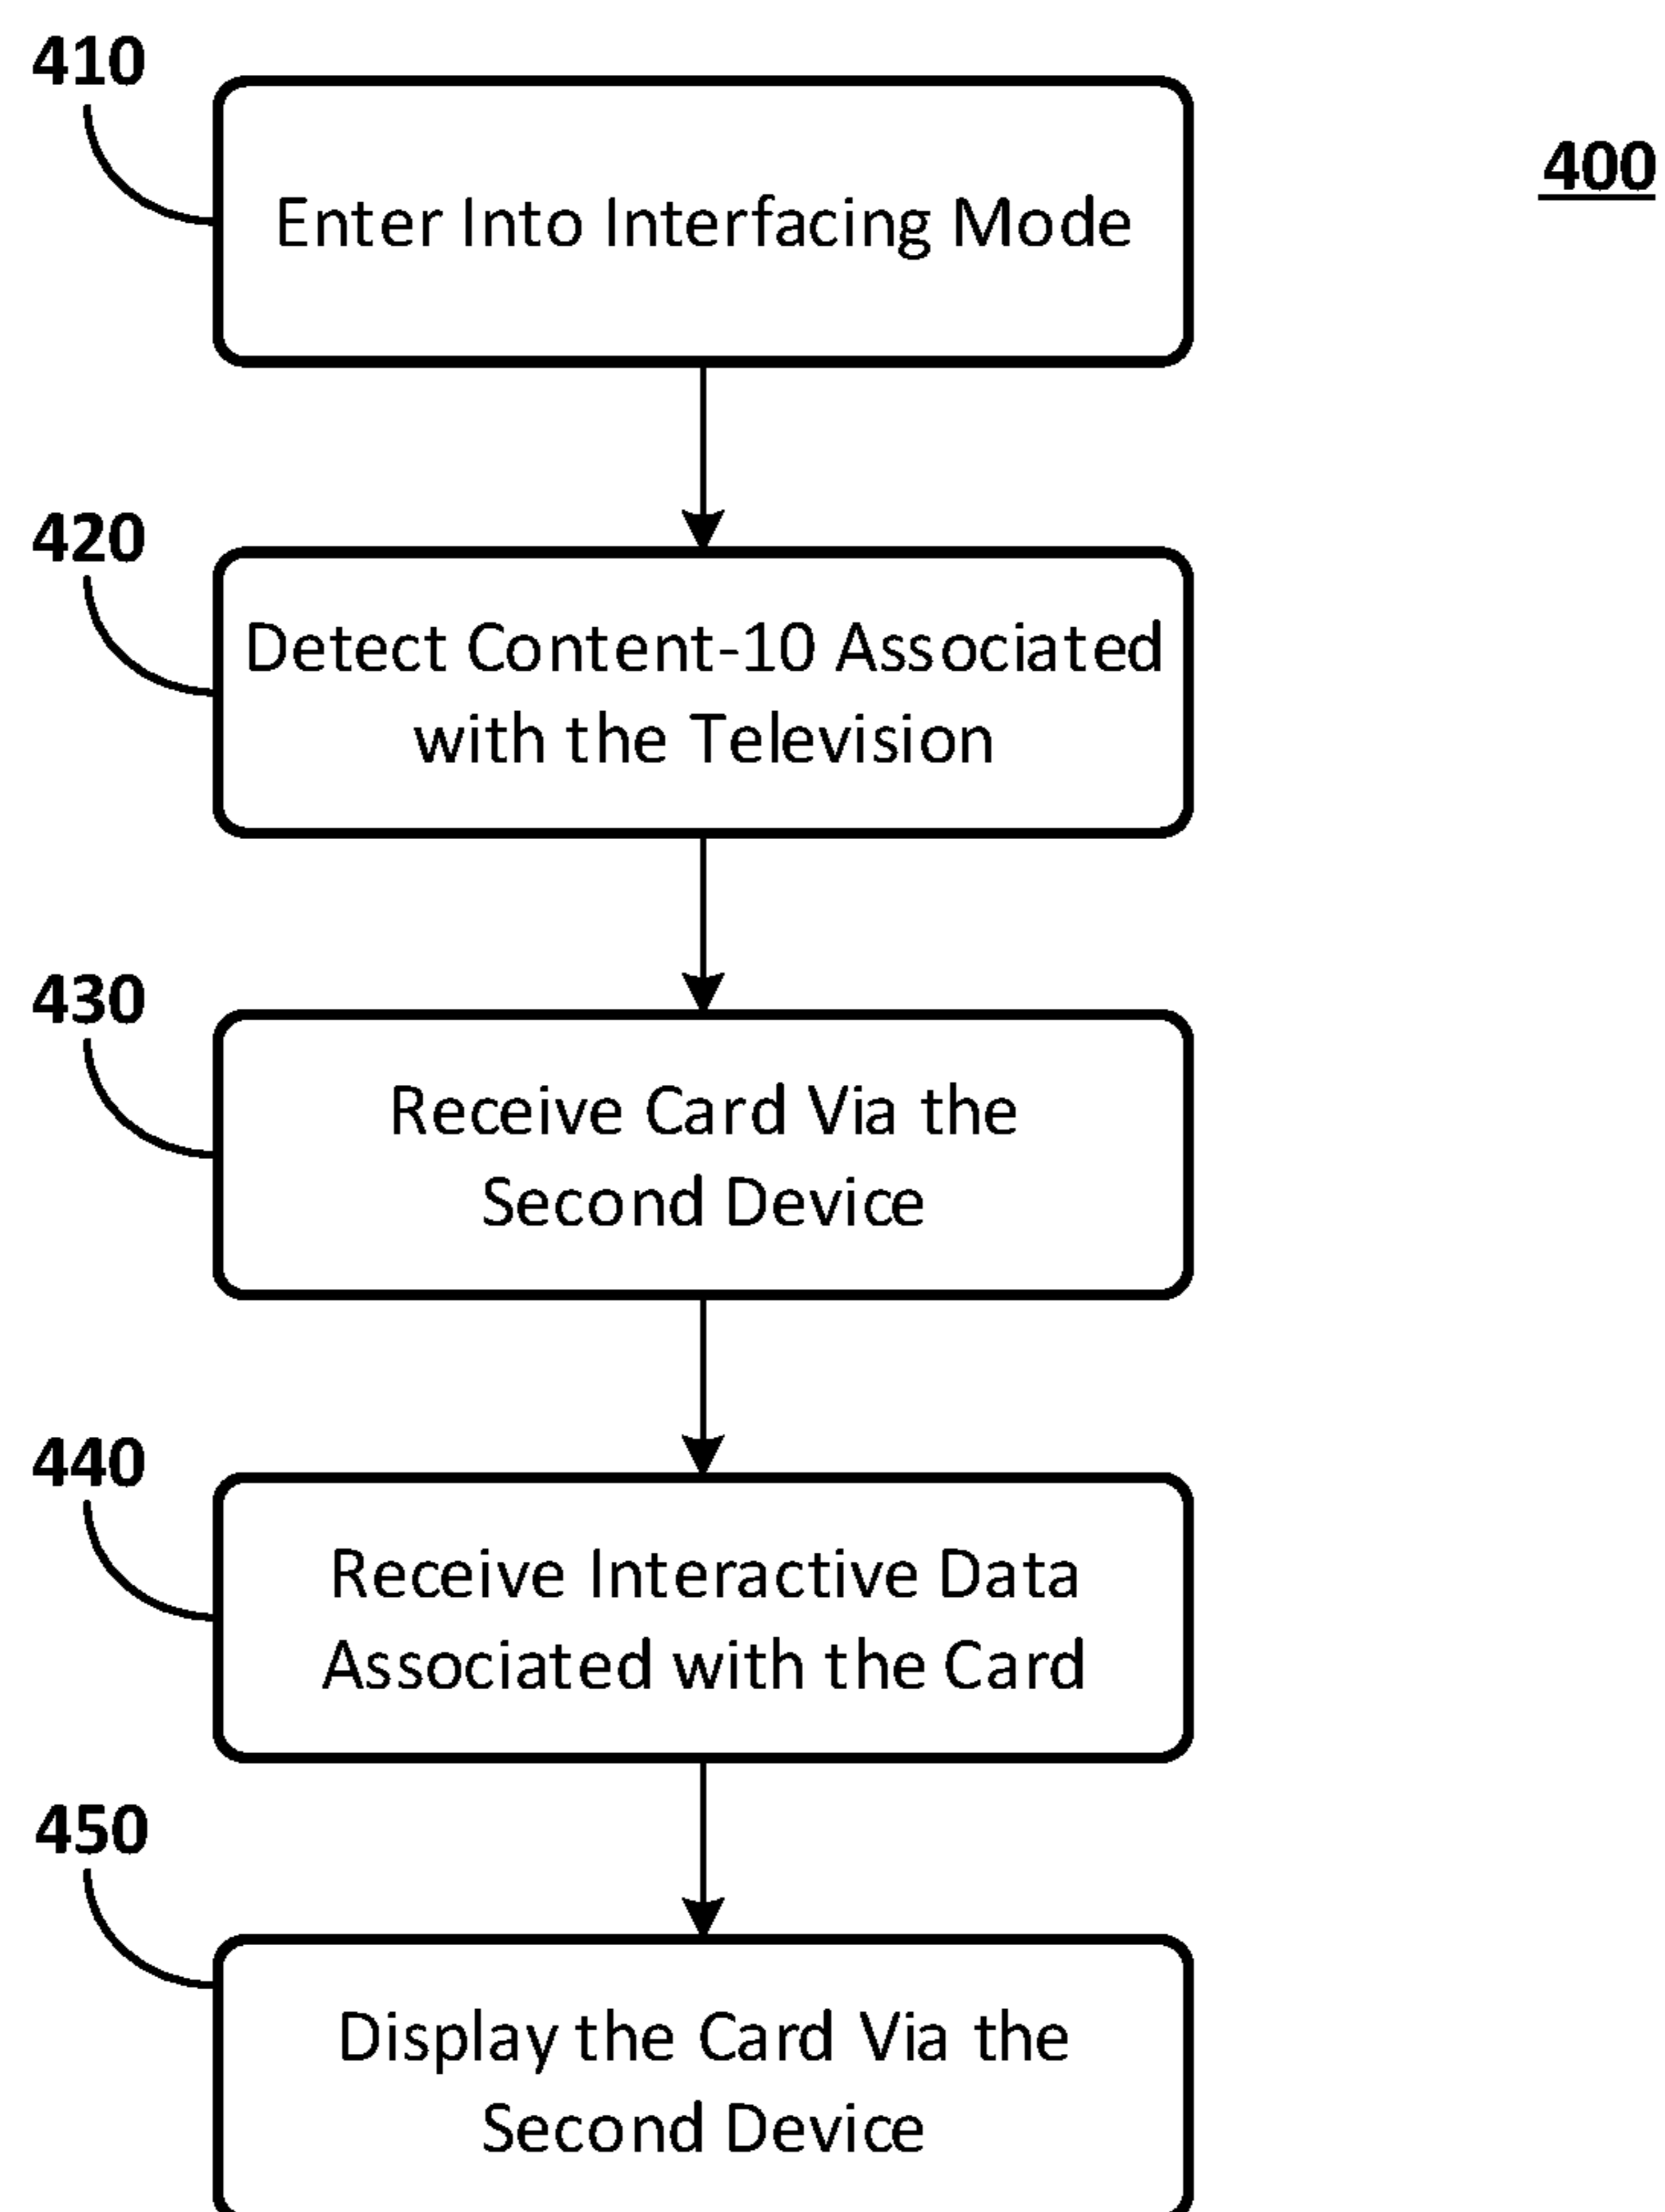 410
400
Enter Into Interfacing Mode
420
Detect Content-10 Associated
with the Television
430
Receive Card Via the
Second Device
440
Receive Interactive Data
Associated with the Card
450
Display the Card Via the
Second Device